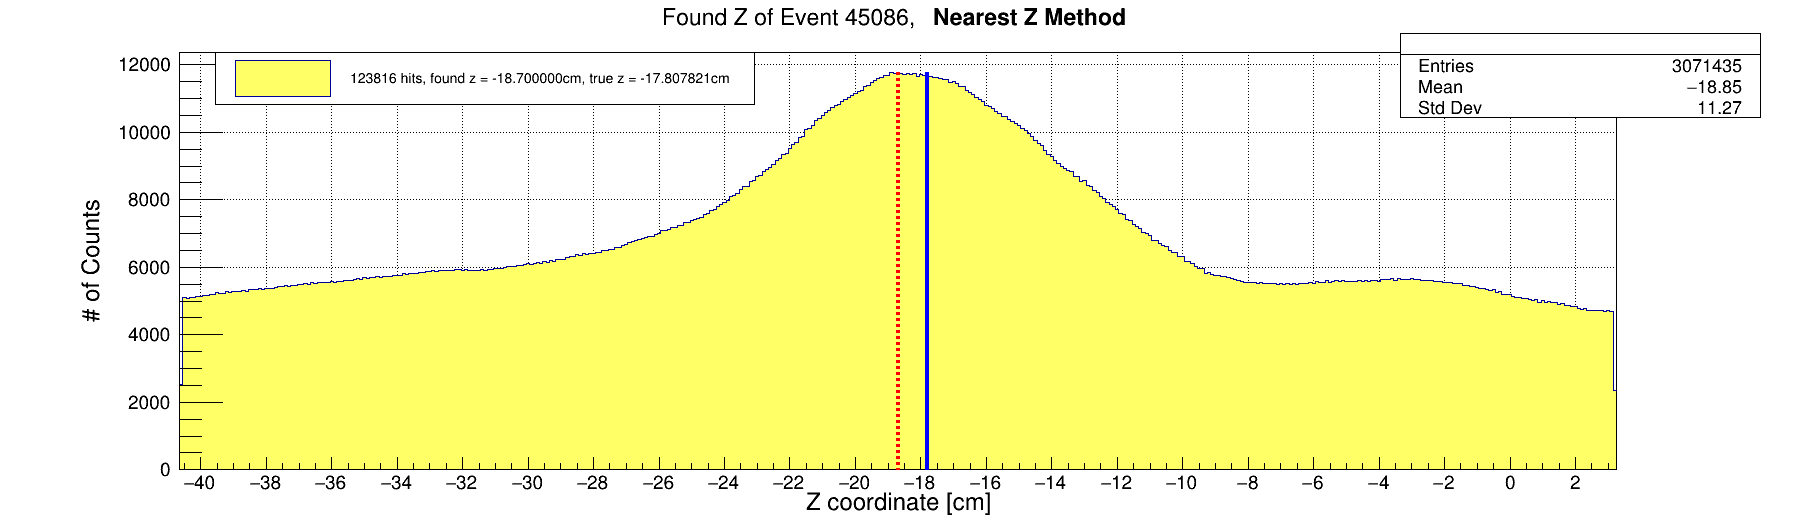 Found Z of Event 45086, Nearest Z Method
123816 hits, found z = -18.700000cm, true z = -17.807821cm
Entries 3071435
Mean −18.85
Std Dev 11.27
# of Counts
12000
10000
8000
6000
4000
2000
0
−40 −38 −36 −34 −32 −30 −28 −26 −24 −22 −20 −18 −16 −14 −12 −10 −8 −6 −4 −2 0 2
Z coordinate [cm]